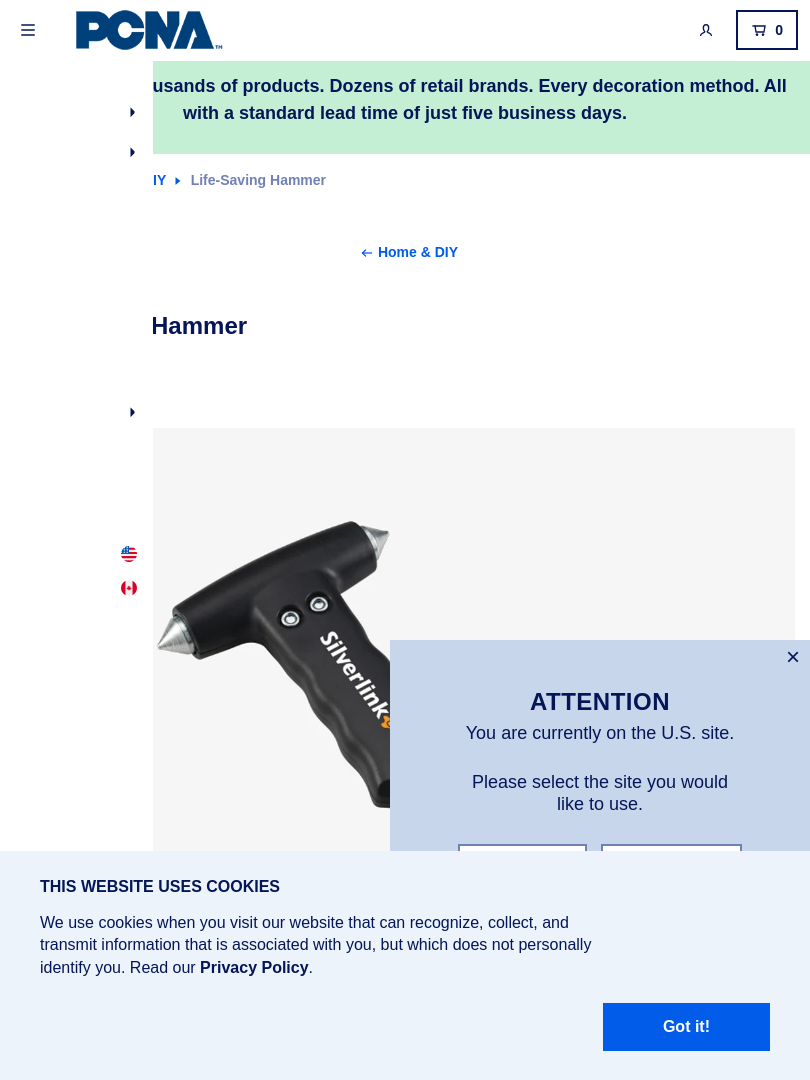 PCNA™
0
usands of products. Dozens of retail brands. Every decoration method. All
with a standard lead time of just five business days.
IY Life-Saving Hammer
← Home & DIY
Hammer
Silverlink
ATTENTION
You are currently on the U.S. site.
Please select the site you would
like to use.
THIS WEBSITE USES COOKIES
We use cookies when you visit our website that can recognize, collect, and
transmit information that is associated with you, but which does not personally
identify you. Read our Privacy Policy.
Got it!